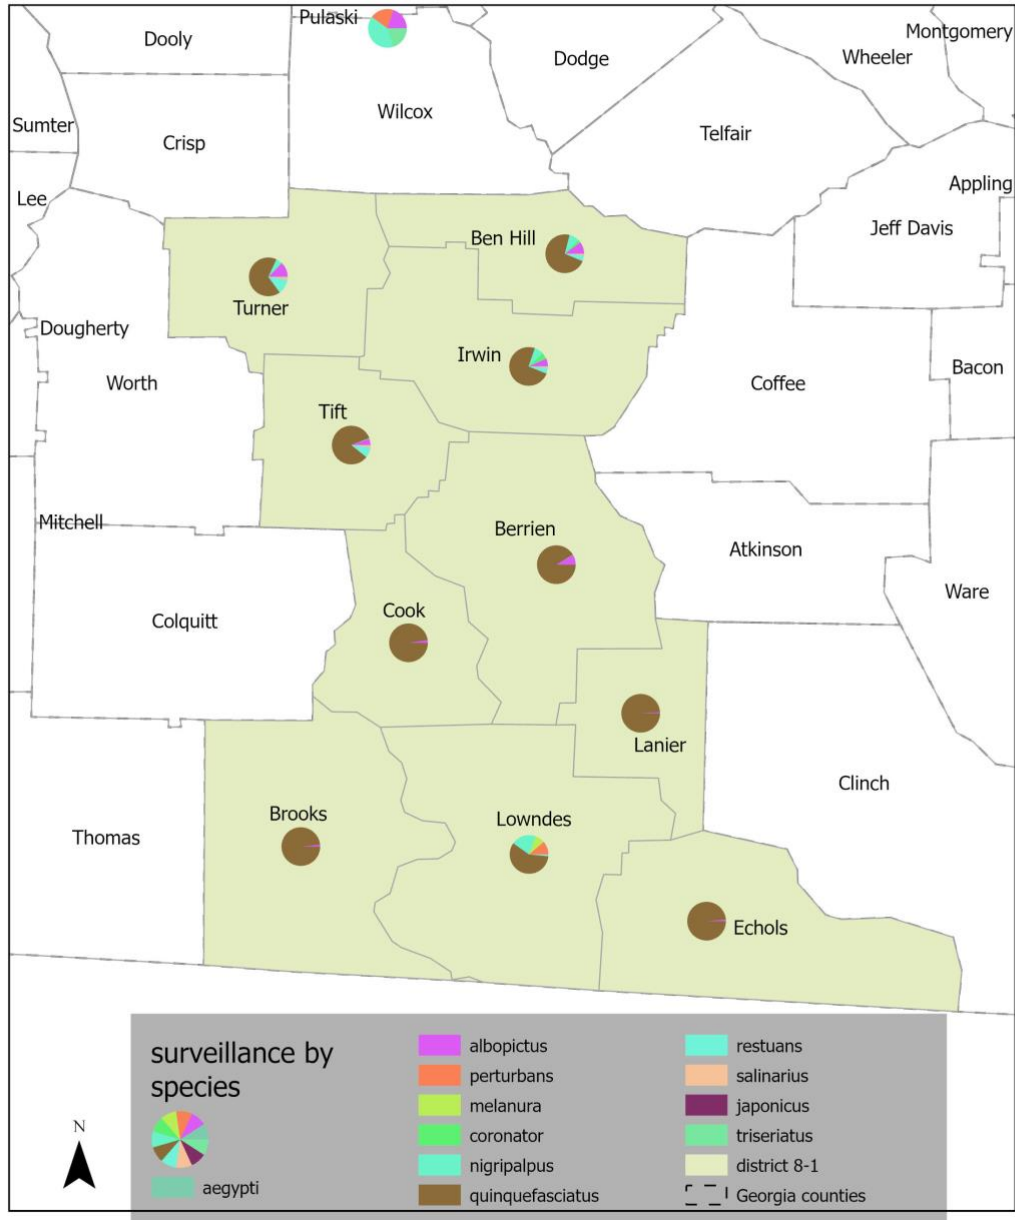 Pulaski
Montgomery
Dooly
Dodge
Wheeler
Wilcox
Sumter
Telfair
Crisp
Appling
Lee
Jeff Davis
Ben Hill
Turner
Dougherty
Irwin
Bacon
Worth
Coffee
Tift
Mitchell
Berrien
Atkinson
Ware
Cook
Colquitt
Lanier
Clinch
Brooks
Lowndes
Thomas
Echols
N
surveillance by
species
aegypti
albopictus
perturbans
melanura
coronator
nigripalpus
quinquefasciatus
restuans
salinarius
japonicus
triseriatus
district 8-1
Georgia counties